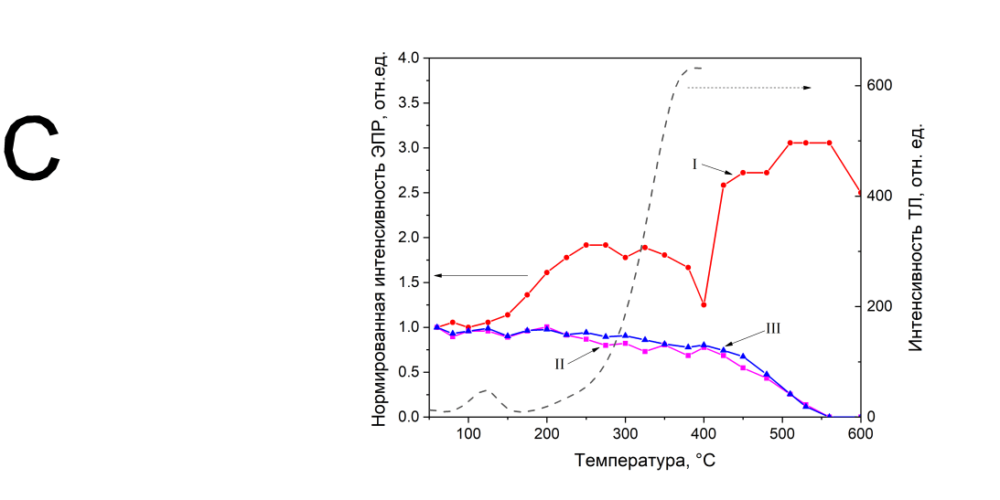 С
Нормированная интенсивность ЭПР, отн.ед.
4.0
3.5
3.0
2.5
2.0
1.5
1.0
0.5
0.0
I
II
III
600
400
200
0
Интенсивность ТЛ, отн. ед.
100 200 300 400 500 600
Температура, °C